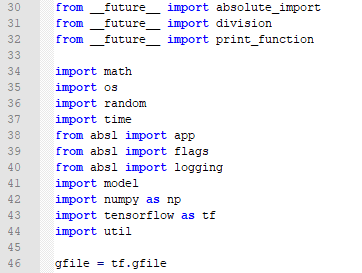 30 from __future__ import absolute_import
31 from __future__ import division
32 from __future__ import print_function
33
34 import math
35 import os
36 import random
37 import time
38 from absl import app
39 from absl import flags
40 from absl import logging
41 import model
42 import numpy as np
43 import tensorflow as tf
44 import util
45
46 gfile = tf.gfile